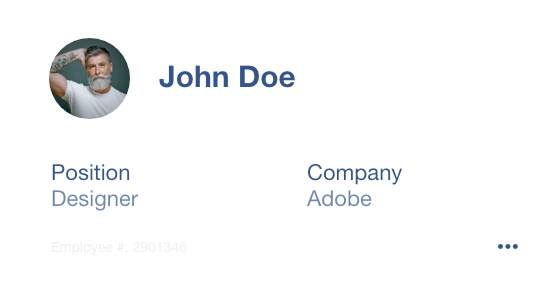 John Doe
Position
Company
Designer
Adobe
Employee #: 2901346